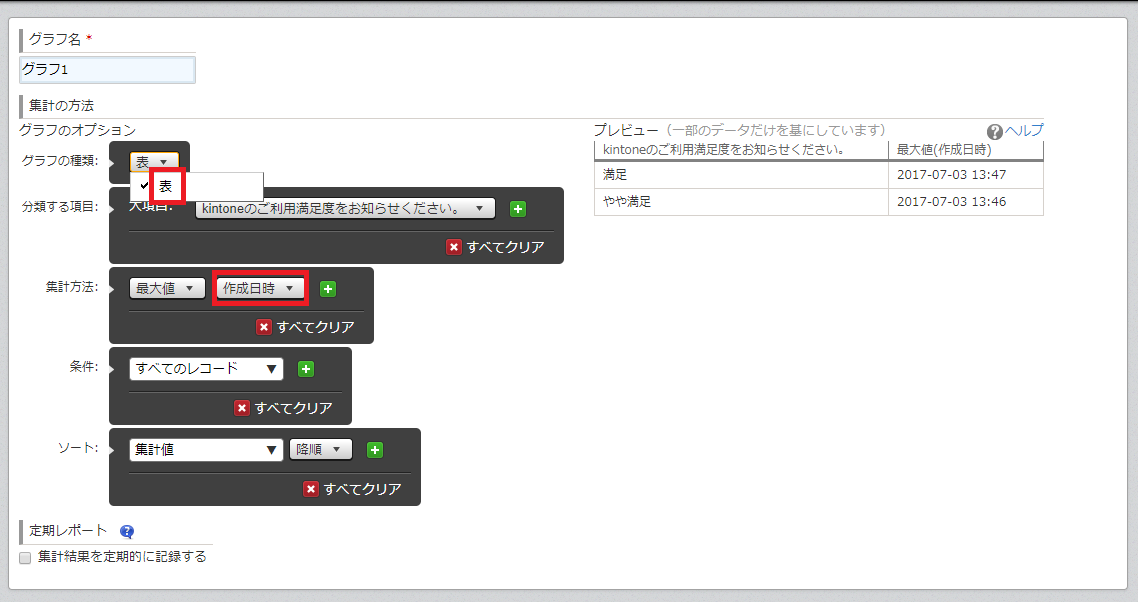 グラフ名 *
グラフ1
集計の方法
グラフのオプション
グラフの種類: 表
表
分類する項目: 大項目: kintoneのご利用満足度をお知らせください。
すべてクリア
集計方法: 最大値 作成日時
すべてクリア
条件: すべてのレコード
すべてクリア
ソート: 集計値 降順
すべてクリア
定期レポート
集計結果を定期的に記録する
プレビュー（一部のデータだけを基にしています） ヘルプ
kintoneのご利用満足度をお知らせください。 最大値(作成日時)
満足 2017-07-03 13:47
やや満足 2017-07-03 13:46